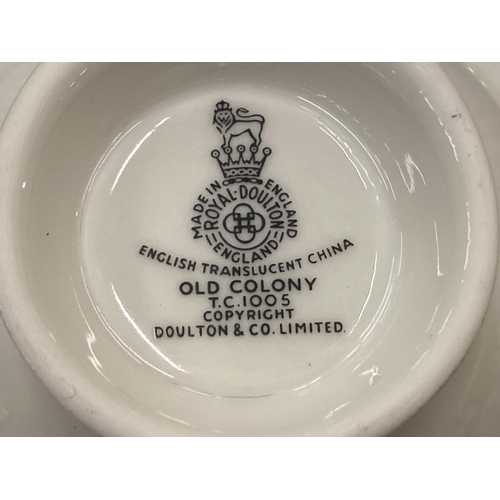 MADE IN ENGLAND
ROYAL·DOULTON
ENGLAND
ENGLISH TRANSLUCENT CHINA
OLD COLONY
T.C.1005
COPYRIGHT
DOULTON & CO. LIMITED.